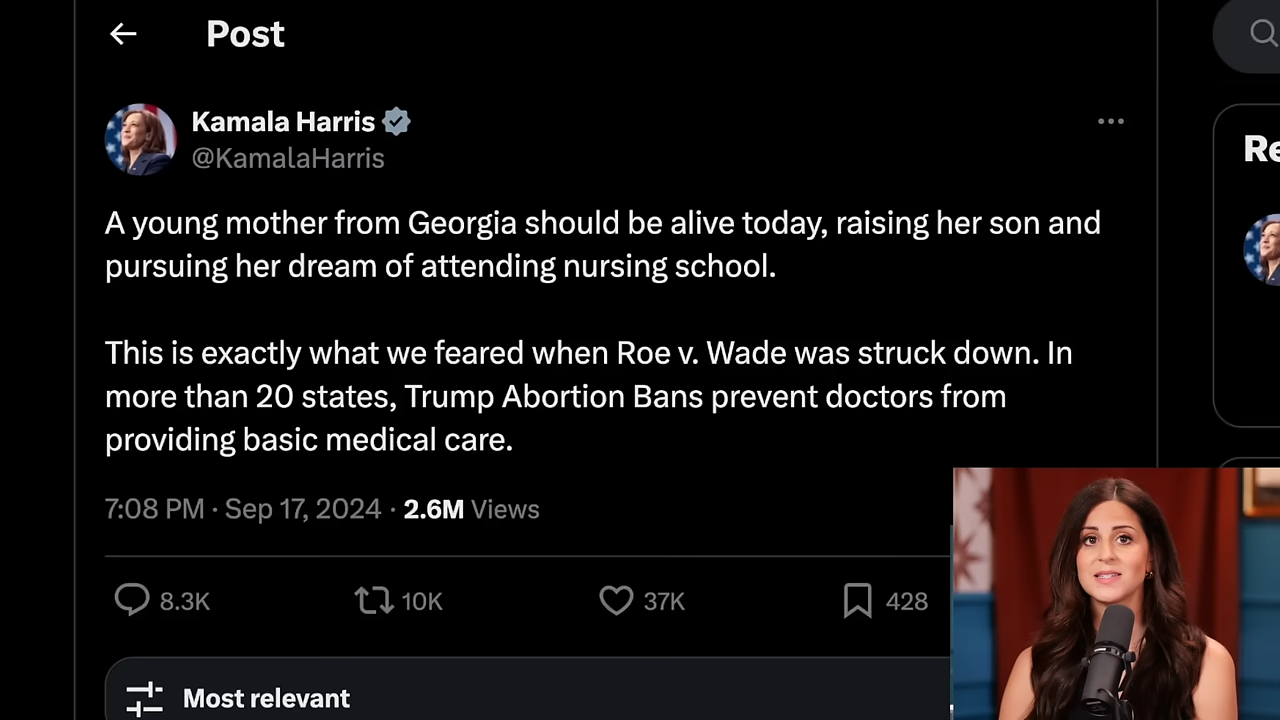 Post
Kamala Harris
@KamalaHarris
A young mother from Georgia should be alive today, raising her son and
pursuing her dream of attending nursing school.
This is exactly what we feared when Roe v. Wade was struck down. In
more than 20 states, Trump Abortion Bans prevent doctors from
providing basic medical care.
7:08 PM · Sep 17, 2024 · 2.6M Views
8.3K 10K 37K 428
Most relevant
Re